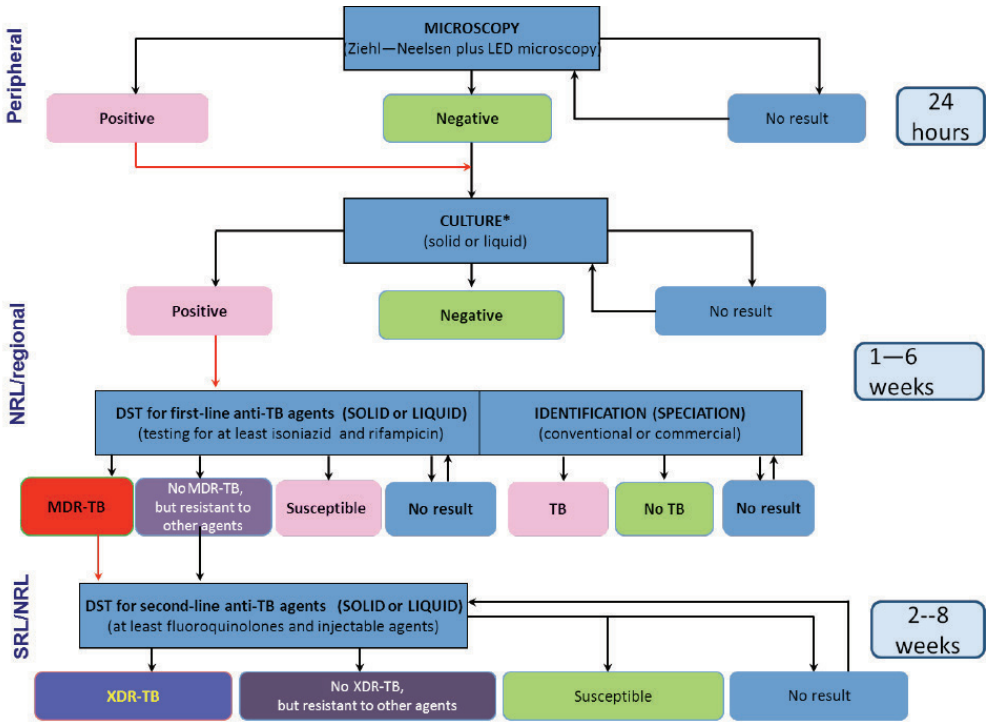 Peripheral
MICROSCOPY
(Ziehl—Neelsen plus LED microscopy)
Positive
Negative
No result
24
hours
NRL/regional
CULTURE*
(solid or liquid)
Positive
Negative
No result
1—6
weeks
DST for first-line anti-TB agents (SOLID or LIQUID)
(testing for at least isoniazid and rifampicin)
IDENTIFICATION (SPECIATION)
(conventional or commercial)
MDR-TB
No MDR-TB,
but resistant to
other agents
Susceptible
No result
TB
No TB
No result
SRL/NRL
DST for second-line anti-TB agents (SOLID or LIQUID)
(at least fluoroquinolones and injectable agents)
2--8
weeks
XDR-TB
No XDR-TB,
but resistant to other agents
Susceptible
No result